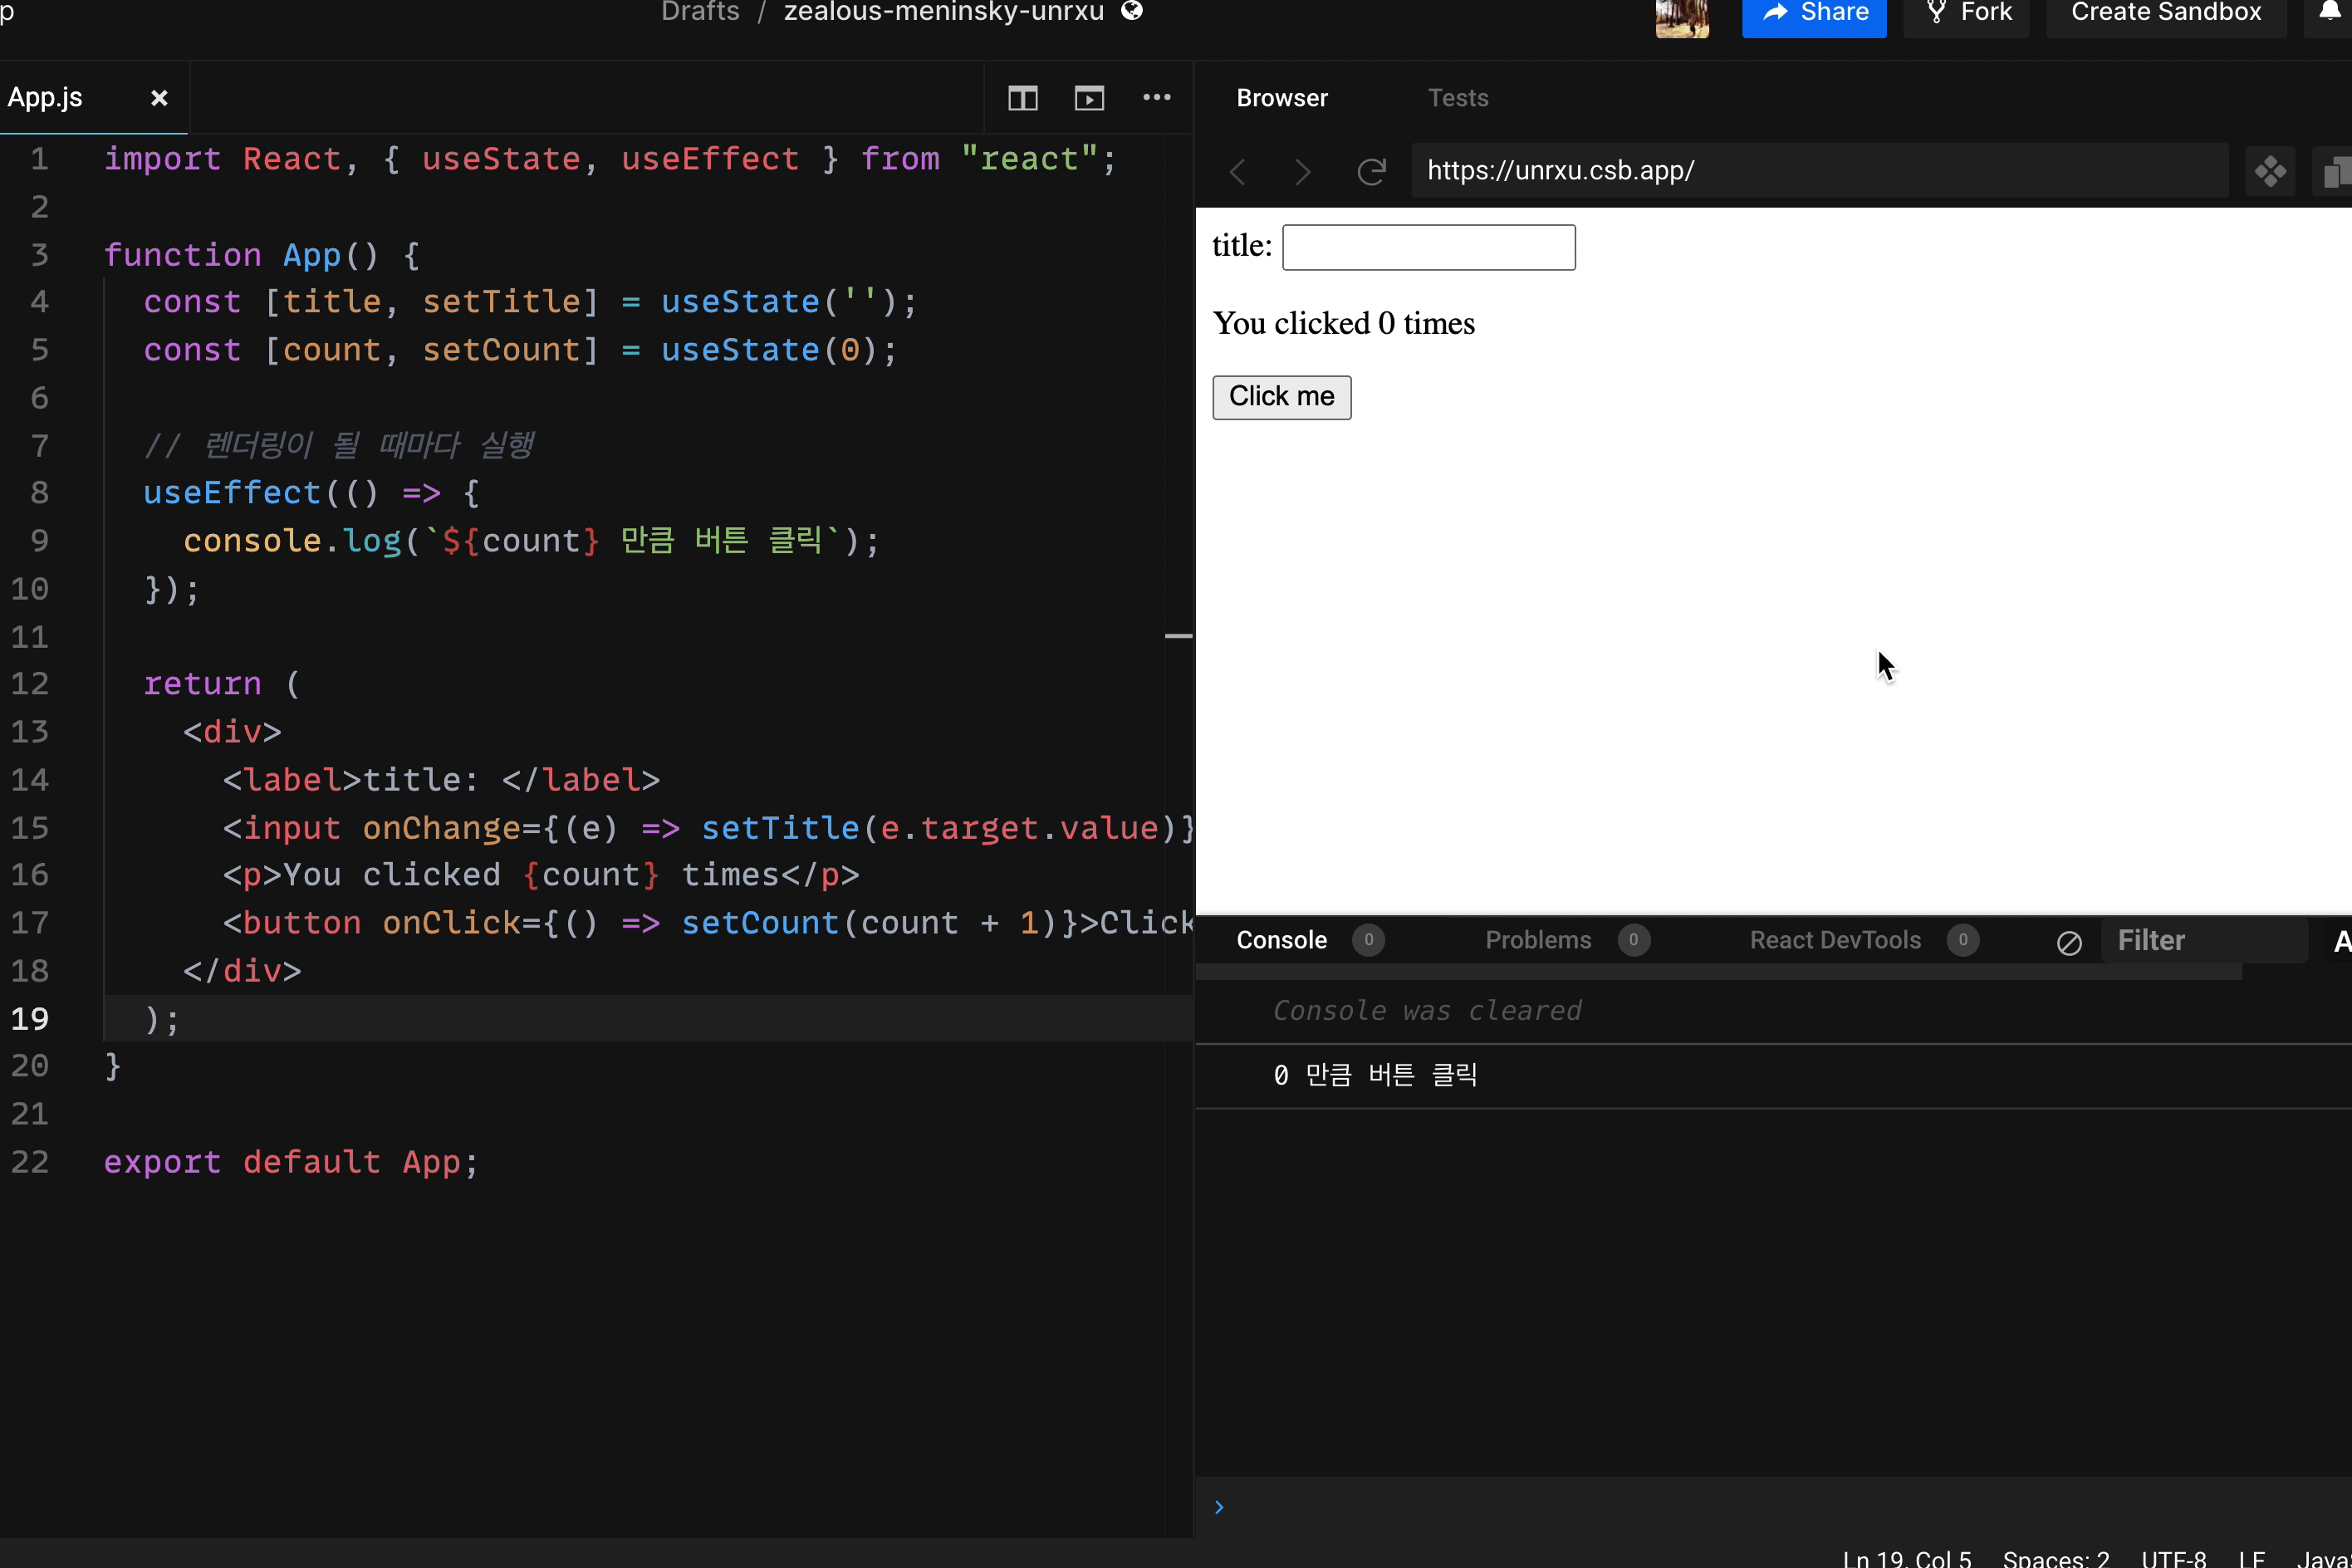 p
Drafts / zealous-meninsky-unrxu
Share
Fork
Create Sandbox
App.js
1 import React, { useState, useEffect } from "react";
2
3 function App() {
4 const [title, setTitle] = useState('');
5 const [count, setCount] = useState(0);
6
7 // 렌더링이 될 때마다 실행
8 useEffect(() => {
9 console.log(`${count} 만큼 버튼 클릭`);
10 });
11
12 return (
13 <div>
14 <label>title: </label>
15 <input onChange={(e) => setTitle(e.target.value)}
16 <p>You clicked {count} times</p>
17 <button onClick={() => setCount(count + 1)}>Click
18 </div>
19 );
20 }
21
22 export default App;
Browser Tests
https://unrxu.csb.app/
title:
You clicked 0 times
Click me
Console 0 Problems 0 React DevTools 0 Filter A
Console was cleared
0 만큼 버튼 클릭
Ln 19, Col 5 Spaces: 2 UTF-8 LF Javas